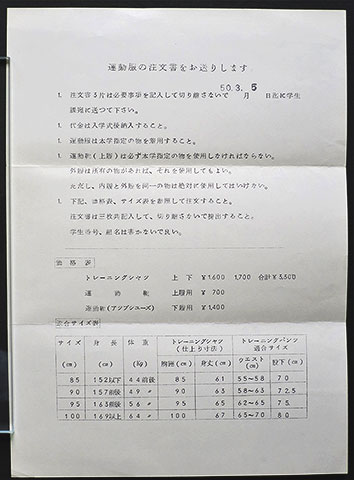 運動服の注文書をお送りします
50.3.5
1. 注文書3片は必要事項を記入して切り離さないで 月 日迄に学生
課宛に送って下さい。
1. 代金は入学式後納入すること。
1. 運動服は本学指定の物を着用すること。
1. 運動靴(上履)は必ず本学指定の物を使用しなければならない。
外履は所有の物があれば、それを使用してもよい。
ただし、内履と外履を同一の物は絶対に使用してはいけない。
1. 下記、価格表、サイズ表を参照して注文すること。
注文書は三枚共記入して、切り離さないで提出すること。
学生番号、組名は書かないで良い。
価格表
トレーニングシャツ 上下 ¥1,600 1,700 合計¥3,300
運動靴 上履用 ¥700
運動靴(アップシューズ) 下履用 ¥1,400
適合サイズ表
サイズ 身長 体重 トレーニングシャツ (仕上り寸法) トレーニングパンツ 適合サイズ
(cm) (cm) (Kg) 胸囲(cm) 身丈(cm) ウエスト(cm) 股下(cm)
85 152以下 44前後 85 61 55~58 70
90 157前後 49〃 90 63 58~63 72.5
95 163前後 56〃 95 65 62~65 75
100 169以上 64〃 100 67 65~70 80